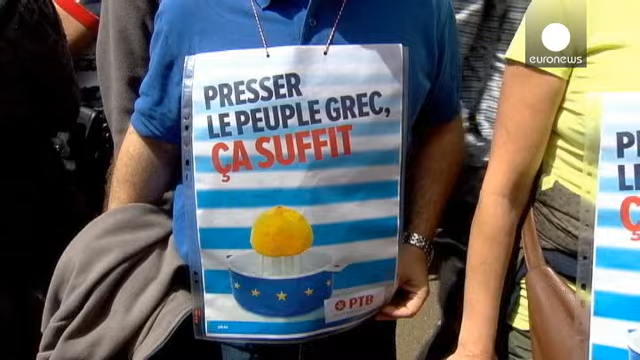 euronews
PRESSER
LE PEUPLE GREC,
ÇA SUFFIT
PTB